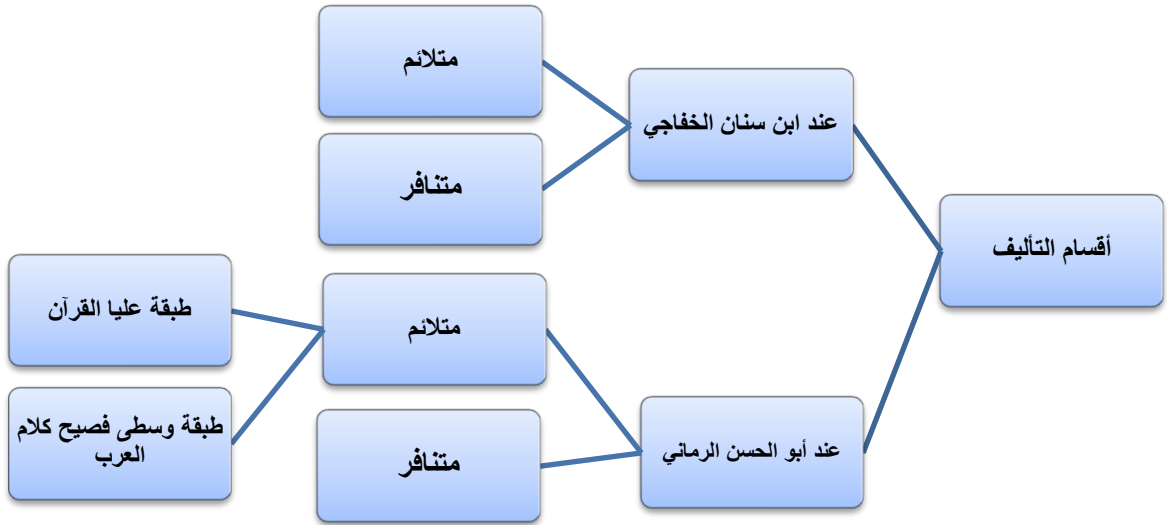 أقسام التأليف
عند ابن سنان الخفاجي
متلائم
متنافر
عند أبو الحسن الرماني
متلائم
طبقة عليا القرآن
طبقة وسطى فصيح كلام
العرب
متنافر